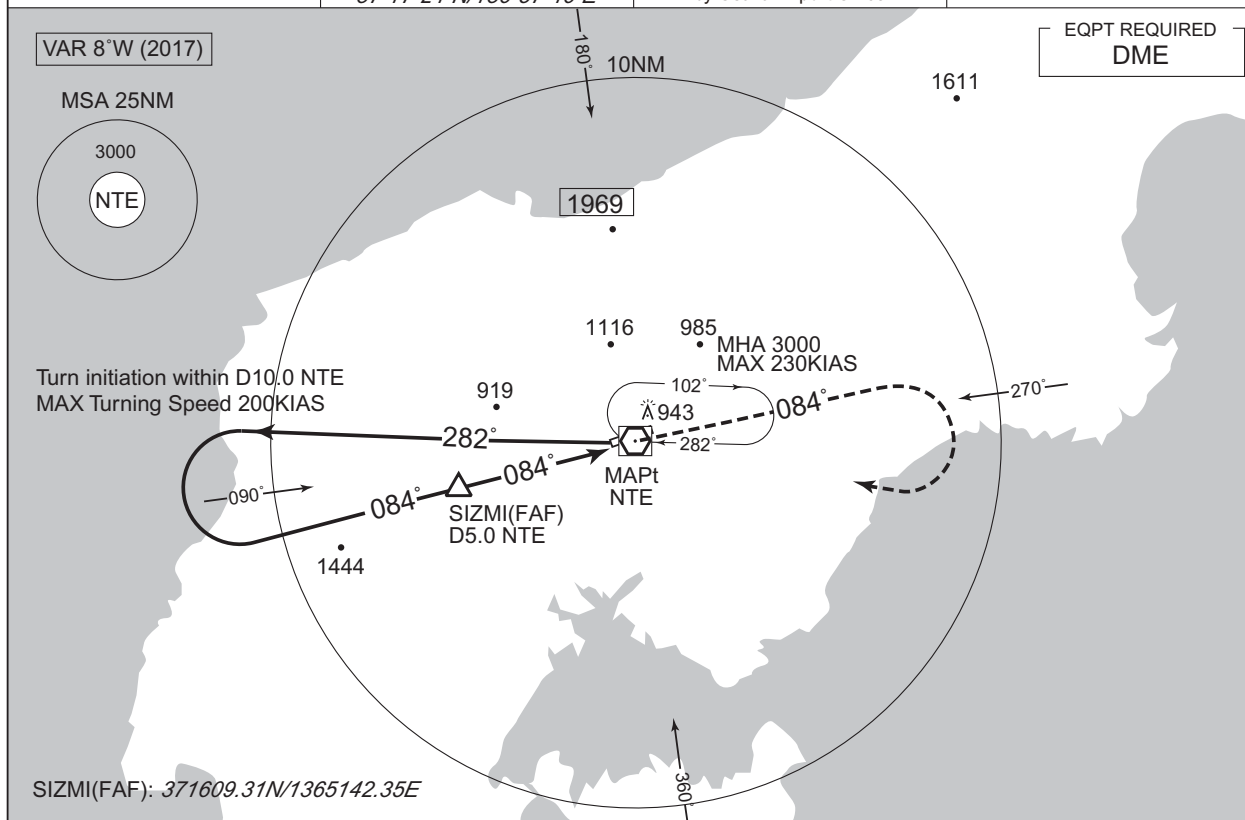 VAR 8°W (2017)
MSA 25NM
3000
NTE
180°
10NM
EQPT REQUIRED
DME
1611
1969
1116
985
MHA 3000
MAX 230KIAS
Turn initiation within D10.0 NTE
MAX Turning Speed 200KIAS
919
102°
943
084°
270°
282°
282°
MAPt
NTE
084°
084°
090°
SIZMI(FAF)
D5.0 NTE
1444
360°
SIZMI(FAF): 371609.31N/1365142.35E